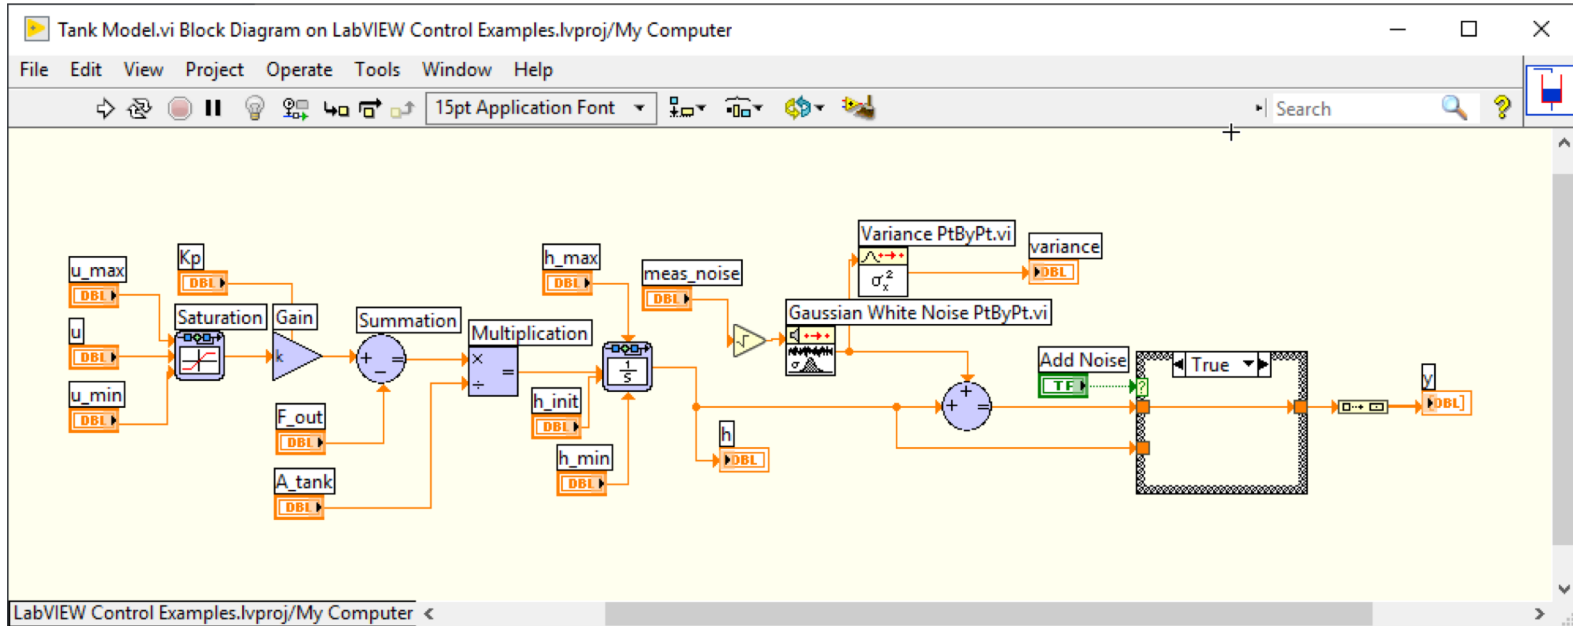 Tank Model.vi Block Diagram on LabVIEW Control Examples.lvproj/My Computer
File Edit View Project Operate Tools Window Help
15pt Application Font
Search
Variance PtByPt.vi
variance
DBL
σx2
Kp
DBL
h_max
DBL
u_max
DBL
meas_noise
DBL
Saturation
Gain
k
Summation
Multiplication
Gaussian White Noise PtByPt.vi
σ
u
DBL
1
s
Add Noise
TF
True
?
y
DBL
u_min
DBL
h_init
DBL
F_out
DBL
h
DBL
h_min
DBL
A_tank
DBL
LabVIEW Control Examples.lvproj/My Computer